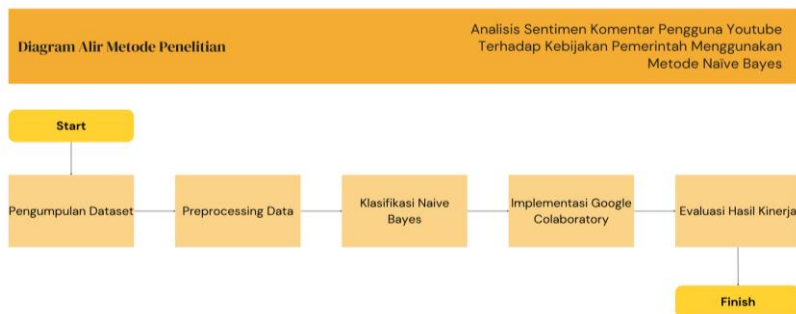 Diagram Alir Metode Penelitian
Analisis Sentimen Komentar Pengguna Youtube
Terhadap Kebijakan Pemerintah Menggunakan
Metode Naïve Bayes
Start
Pengumpulan Dataset
Preprocessing Data
Klasifikasi Naive
Bayes
Implementasi Google
Colaboratory
Evaluasi Hasil Kinerja
Finish